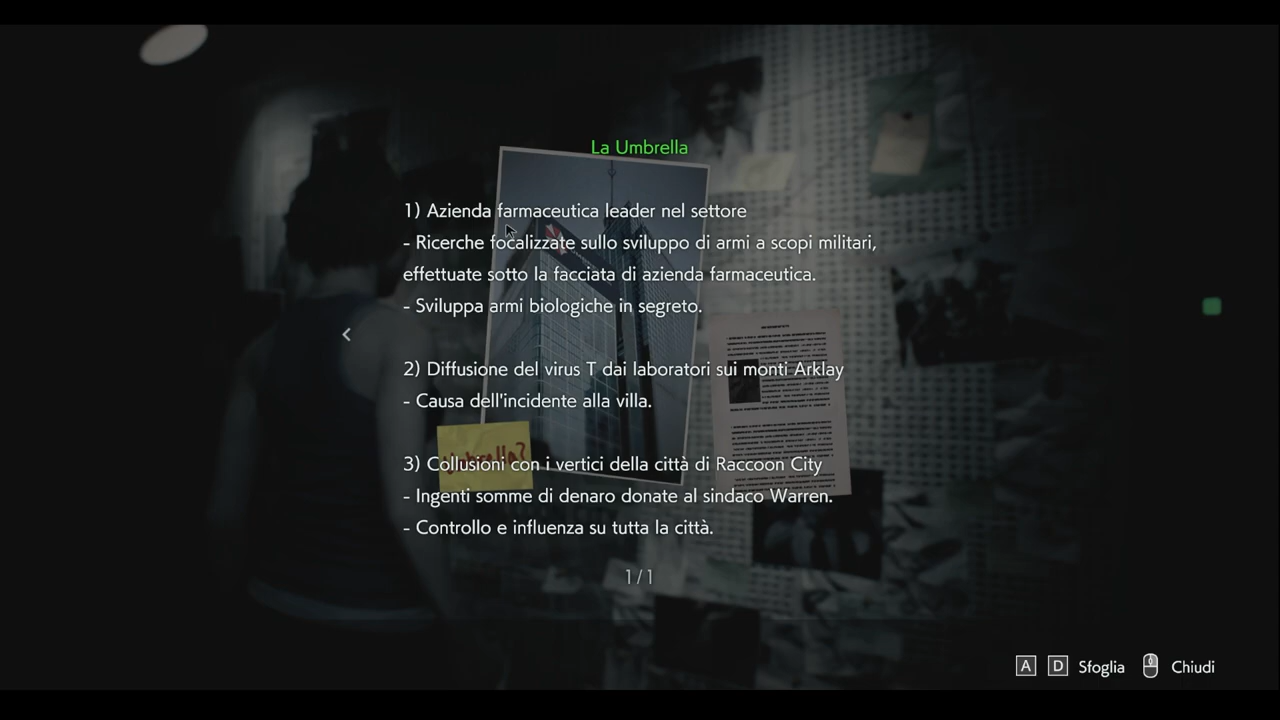 La Umbrella
1) Azienda farmaceutica leader nel settore
- Ricerche focalizzate sullo sviluppo di armi a scopi militari,
effettuate sotto la facciata di azienda farmaceutica.
- Sviluppa armi biologiche in segreto.
2) Diffusione del virus T dai laboratori sui monti Arklay
- Causa dell'incidente alla villa.
Umbrella?
3) Collusioni con i vertici della città di Raccoon City
- Ingenti somme di denaro donate al sindaco Warren.
- Controllo e influenza su tutta la città.
1/1
A D Sfoglia Chiudi